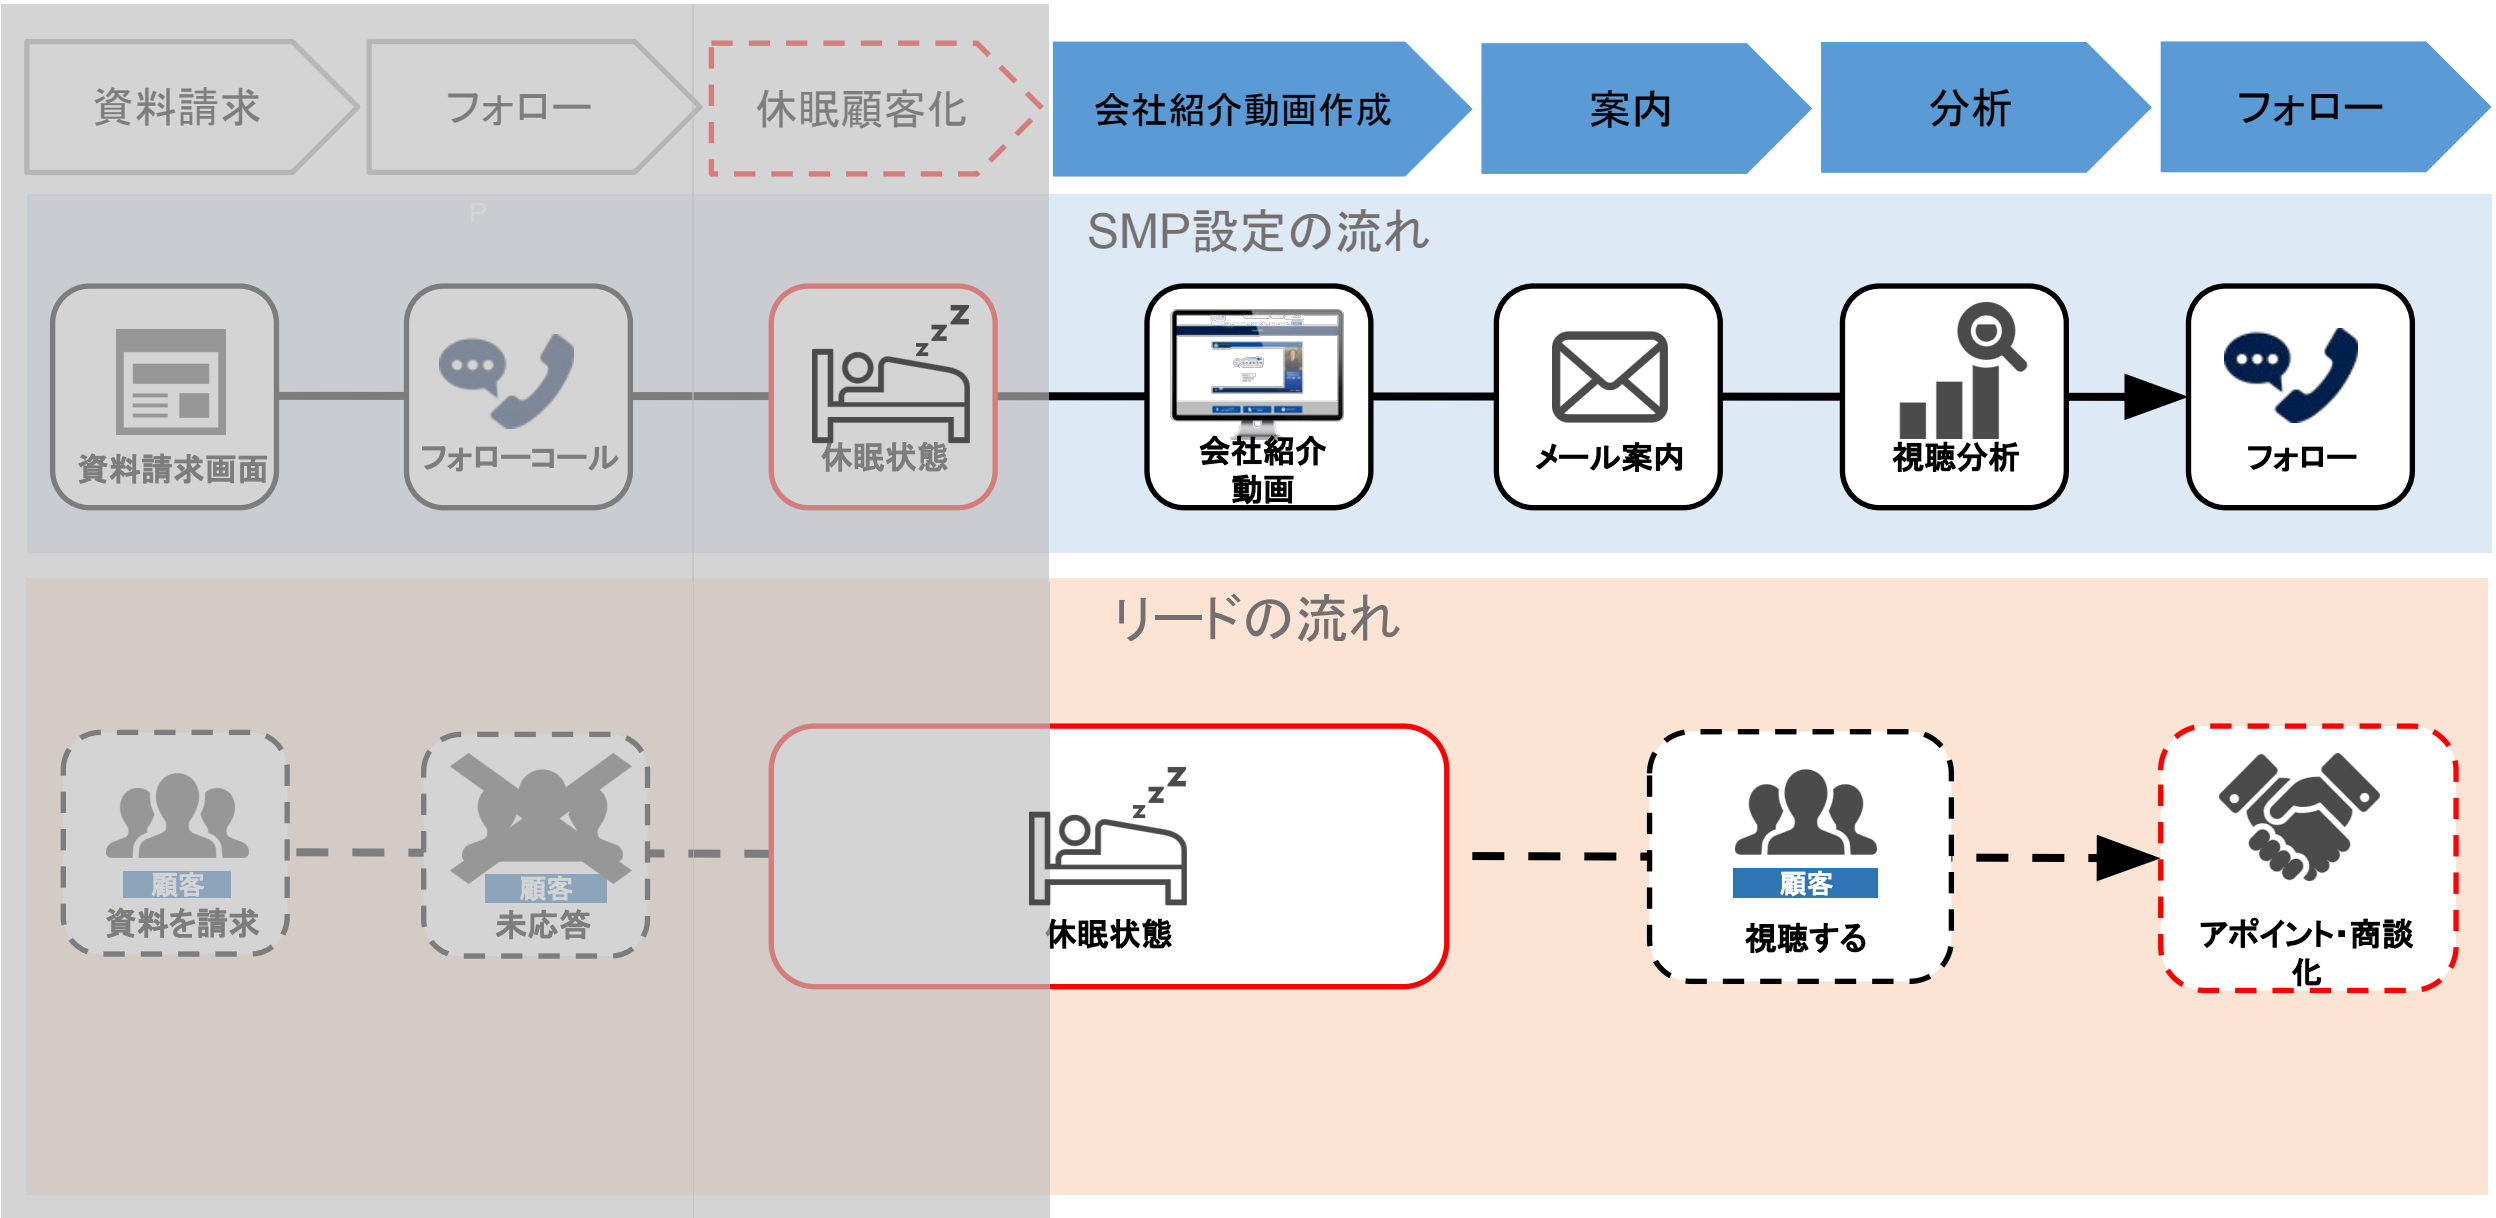 資料請求
フォロー
休眠顧客化
会社紹介動画作成
案内
分析
フォロー
P
SMP設定の流れ
資料請求画面
フォローコール
z
z
z
休眠状態
会社紹介
動画
メール案内
視聴分析
フォロー
リードの流れ
顧客
資料を請求
顧客
未応答
z
z
z
休眠状態
顧客
視聴する
アポイント・商談
化